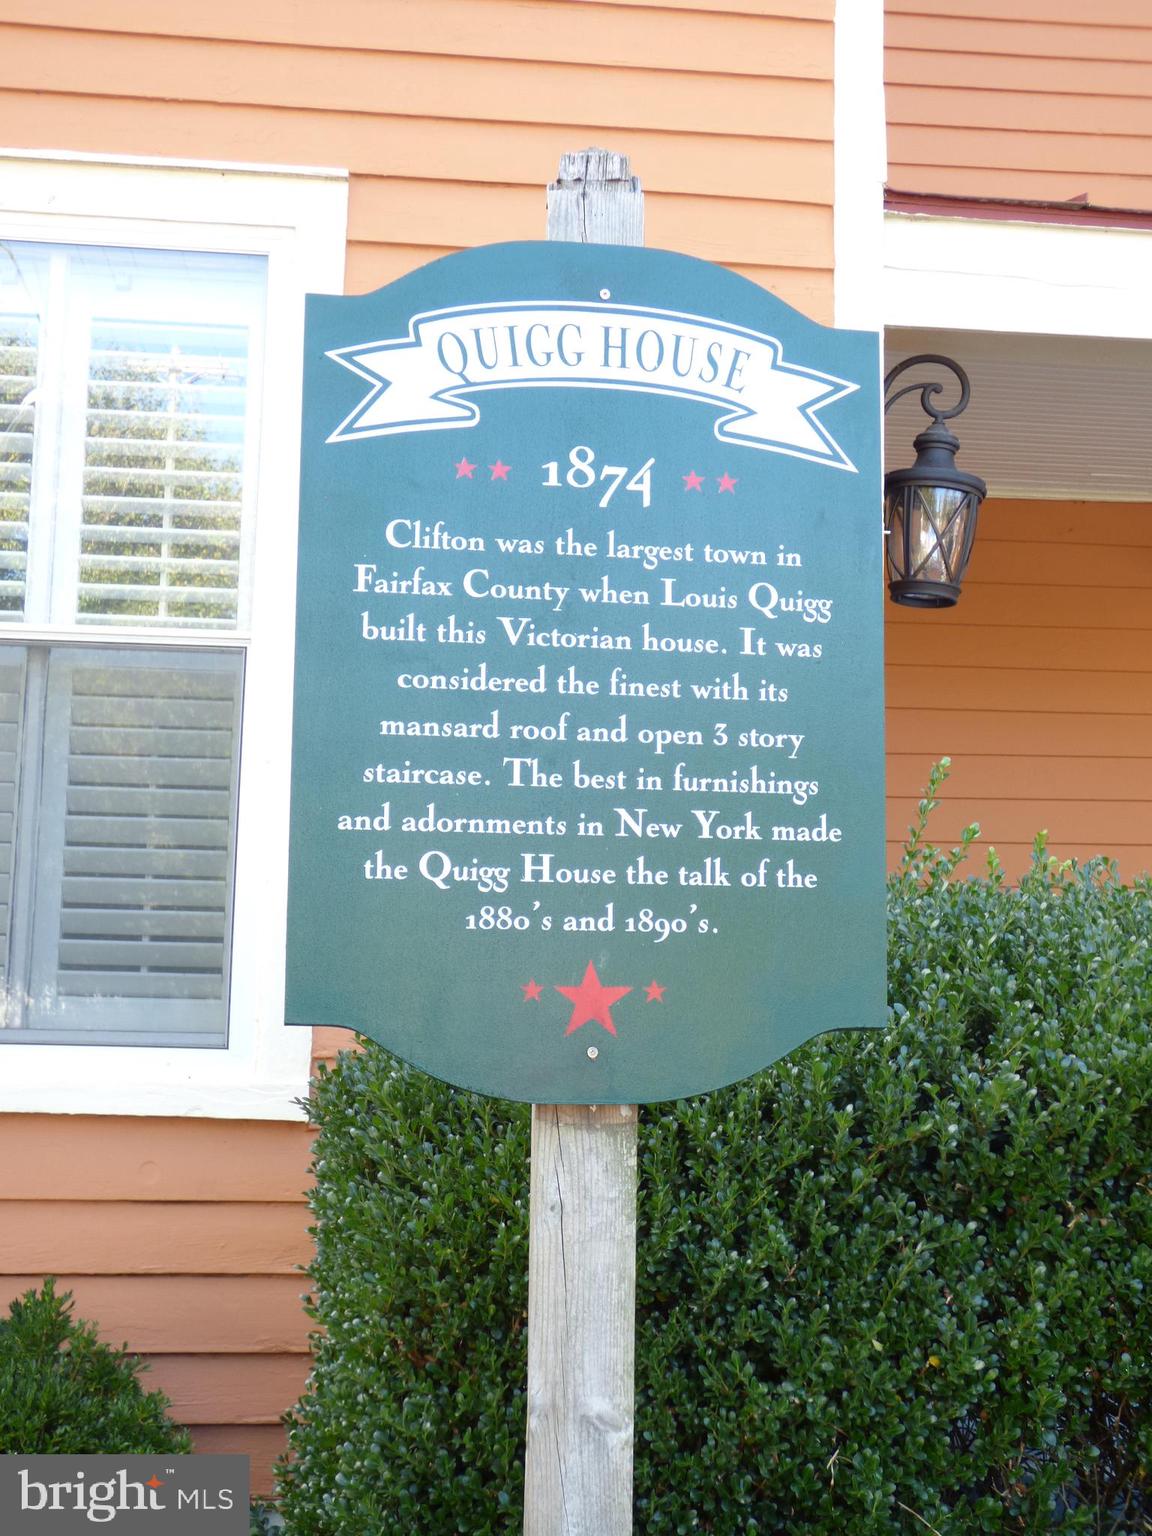 QUIGG HOUSE
1874
Clifton was the largest town in
Fairfax County when Louis Quigg
built this Victorian house. It was
considered the finest with its
mansard roof and open 3 story
staircase. The best in furnishings
and adornments in New York made
the Quigg House the talk of the
1880's and 1890's.
bright™ MLS